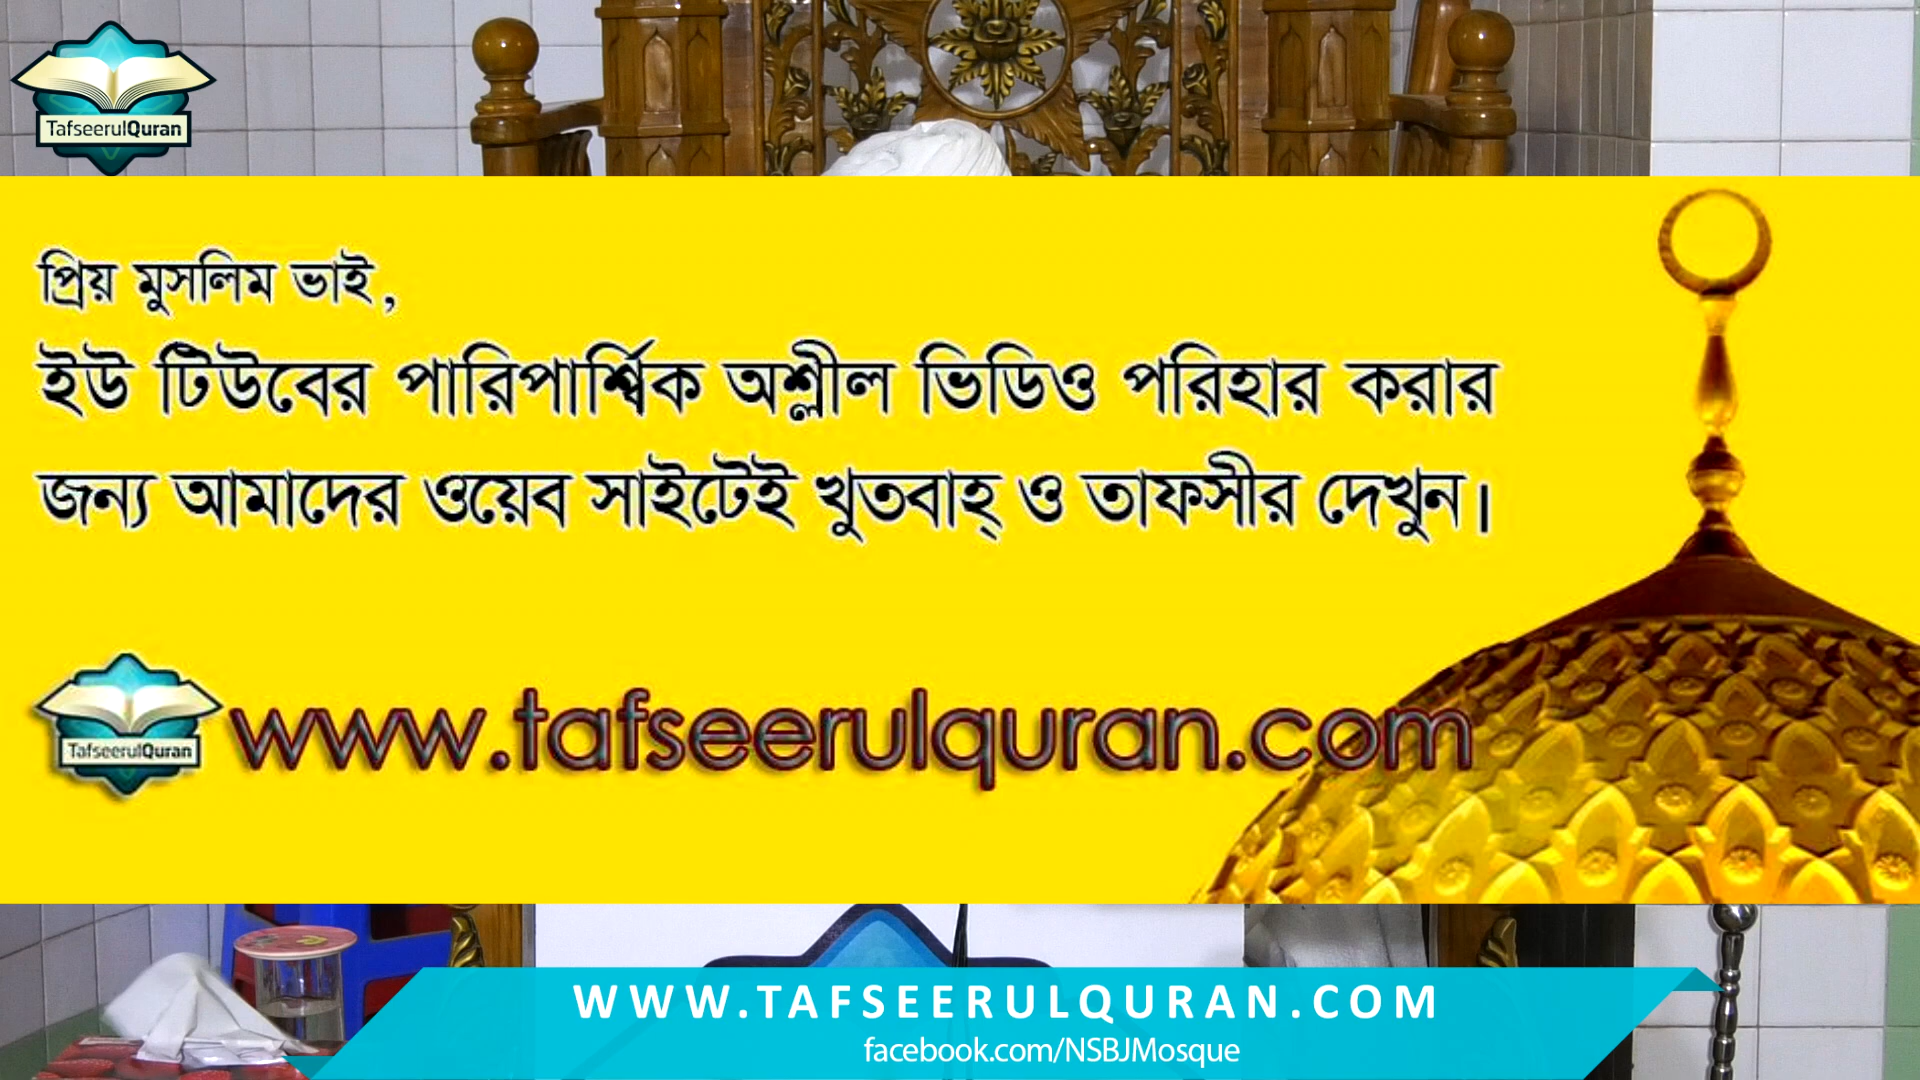 TafseerulQuran
প্রিয় মুসলিম ভাই,
ইউ টিউবের পারিপার্শ্বিক অশ্লীল ভিডিও পরিহার করার
জন্য আমাদের ওয়েব সাইটেই খুতবাহ্ ও তাফসীর দেখুন।
TafseerulQuran
www.tafseerulquran.com
WWW.TAFSEERULQURAN.COM
facebook.com/NSBJMosque